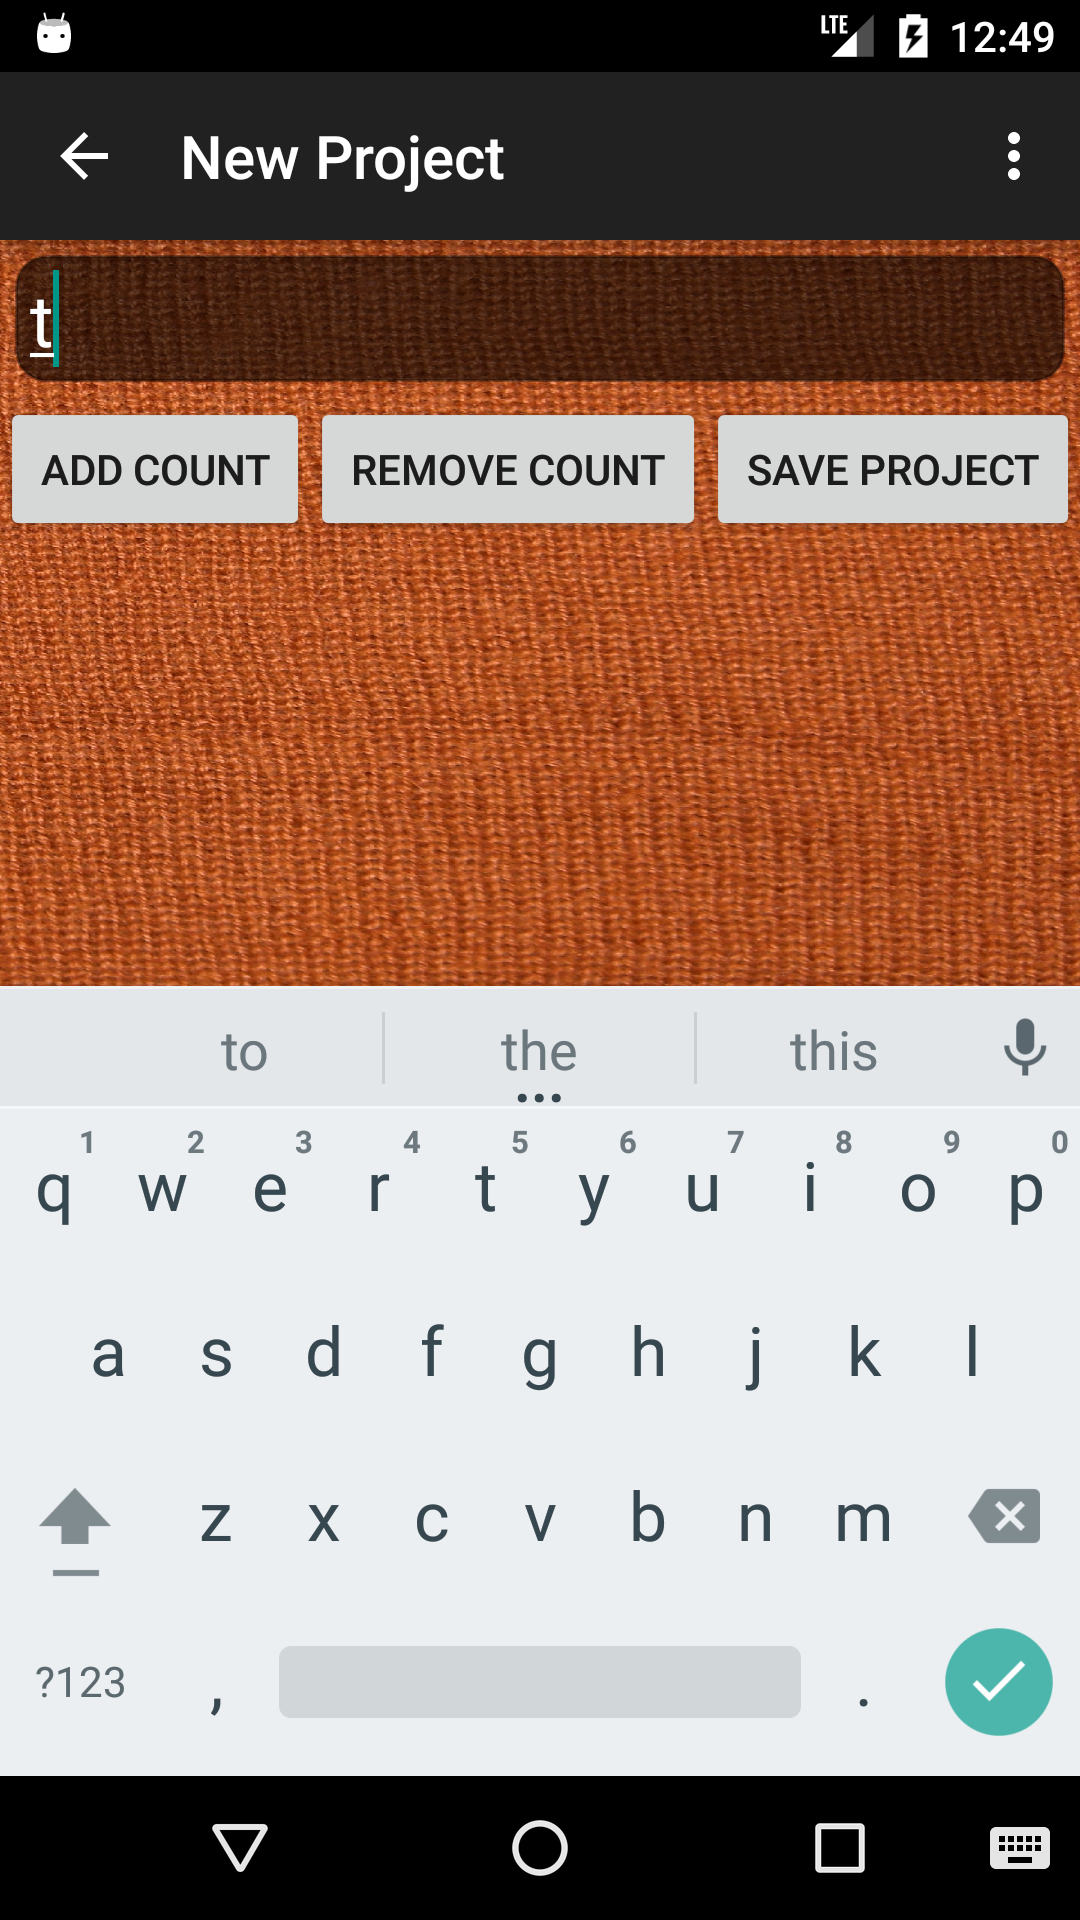 LTE 12:49
New Project
t
ADD COUNT REMOVE COUNT SAVE PROJECT
to the this
1 2 3 4 5 6 7 8 9 0
q w e r t y u i o p
a s d f g h j k l
z x c v b n m
?123 , .